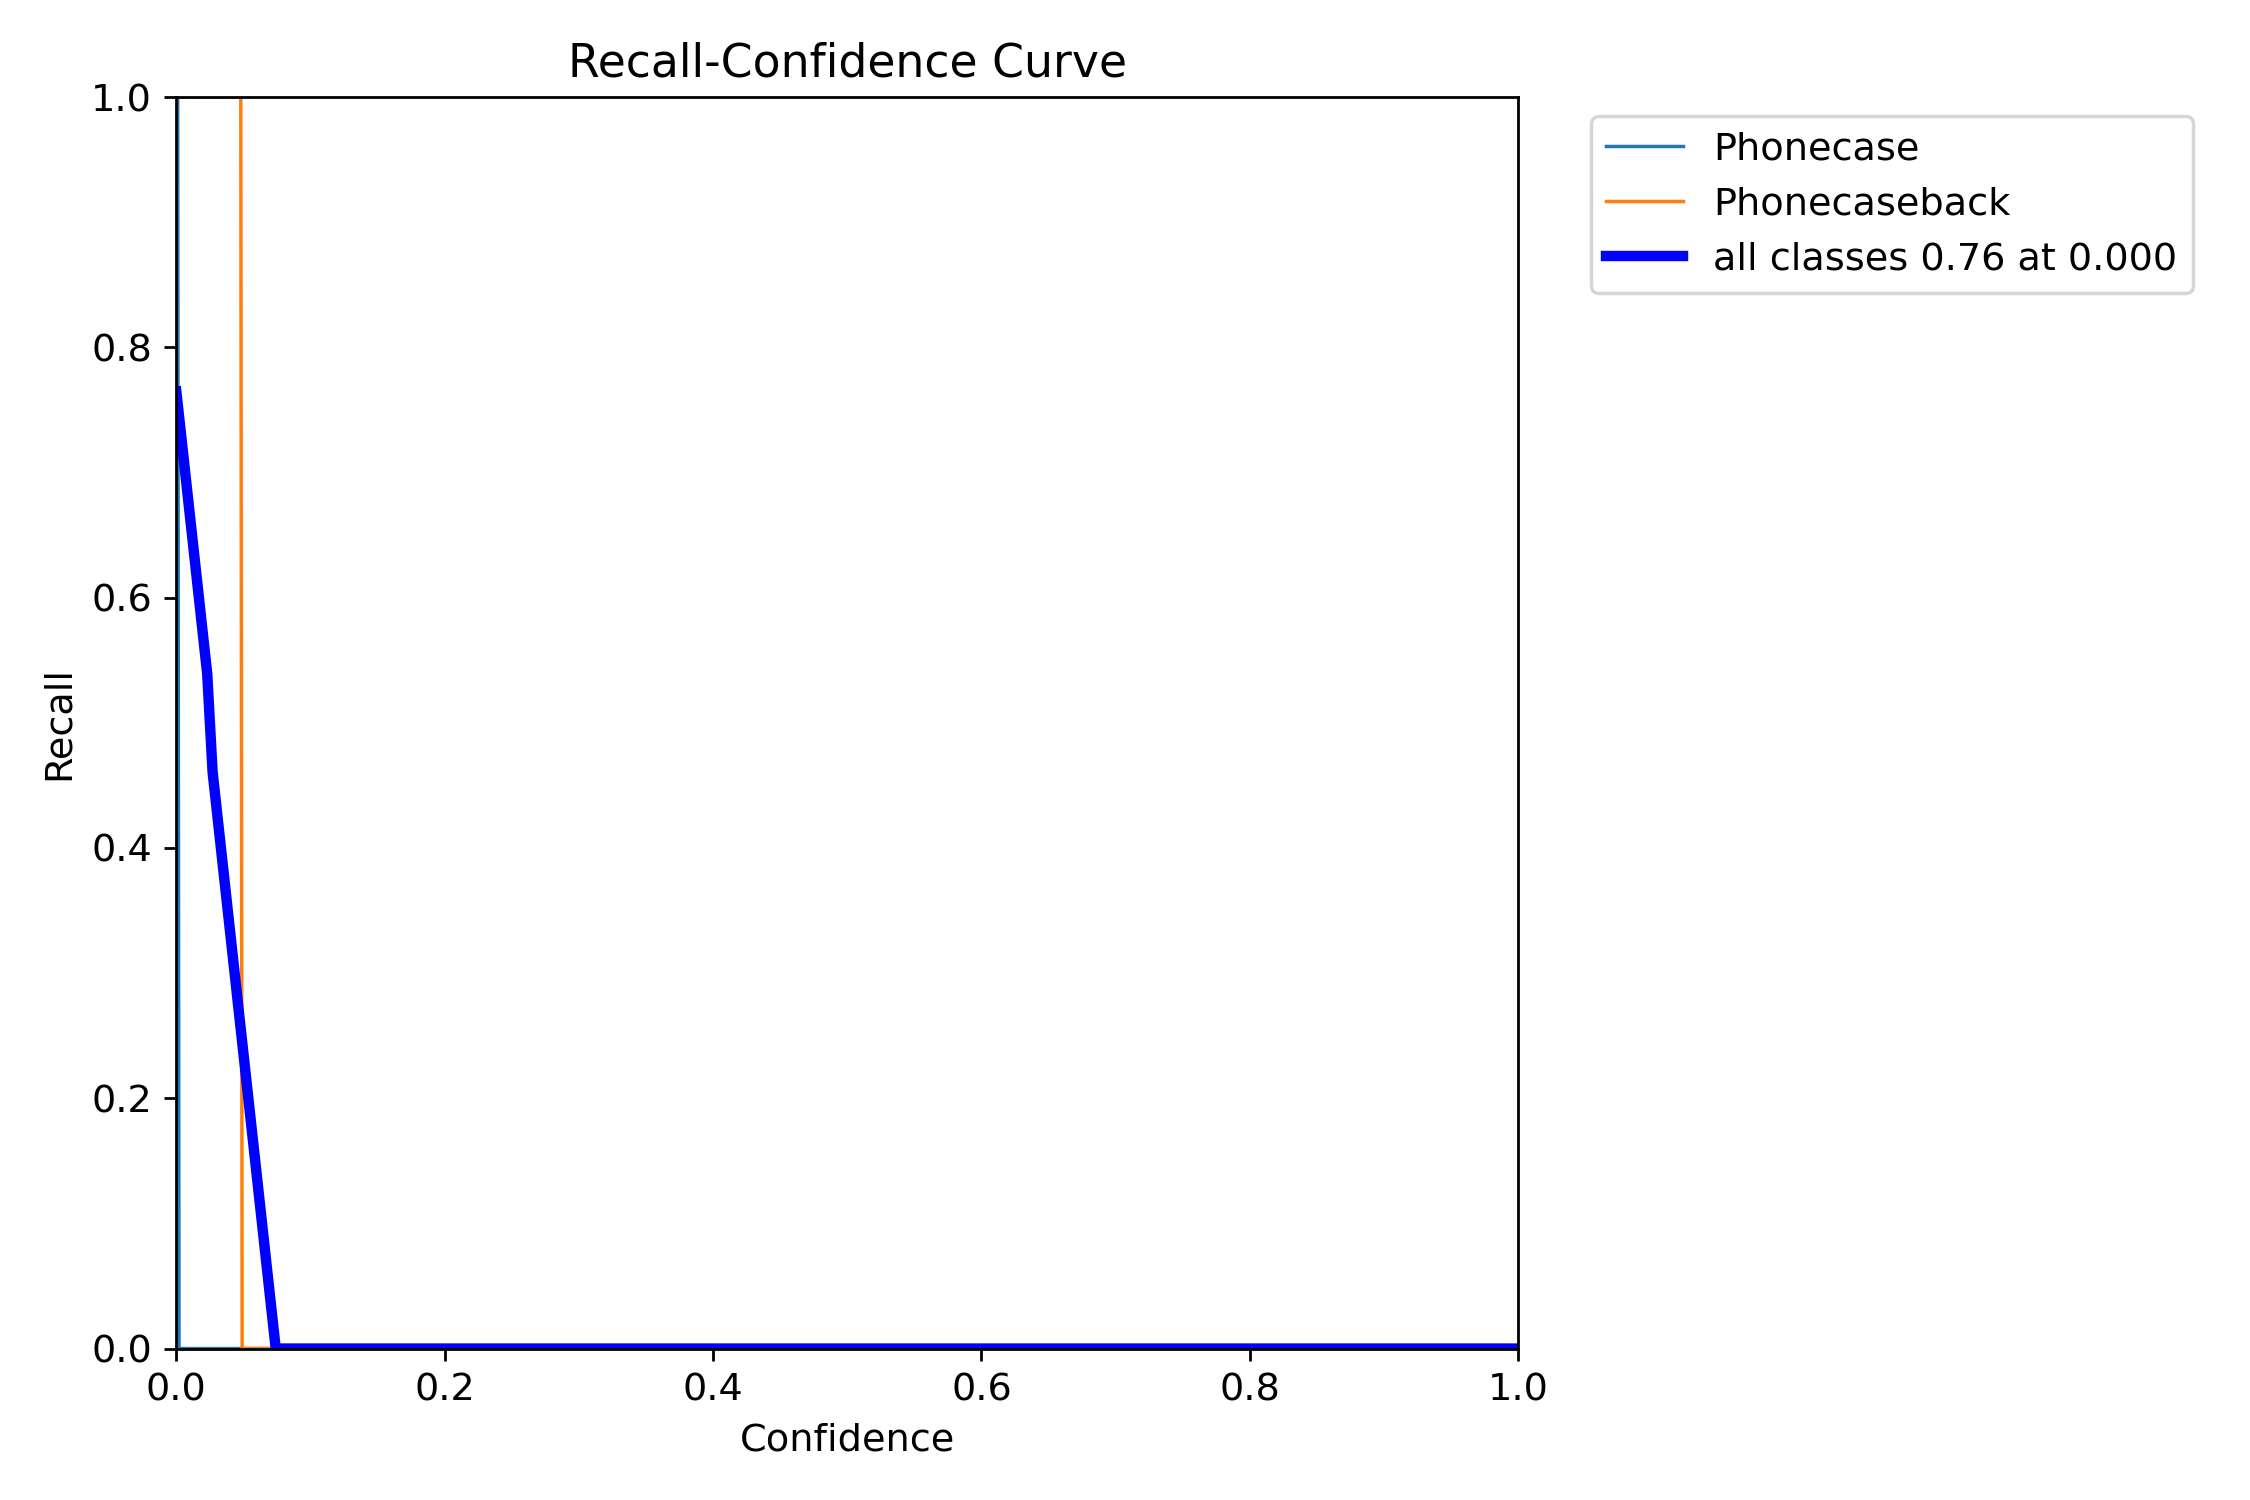 Recall-Confidence Curve
1.0
0.8
0.6
0.4
0.2
0.0
Recall
0.0 0.2 0.4 0.6 0.8 1.0
Confidence
Phonecase
Phonecaseback
all classes 0.76 at 0.000